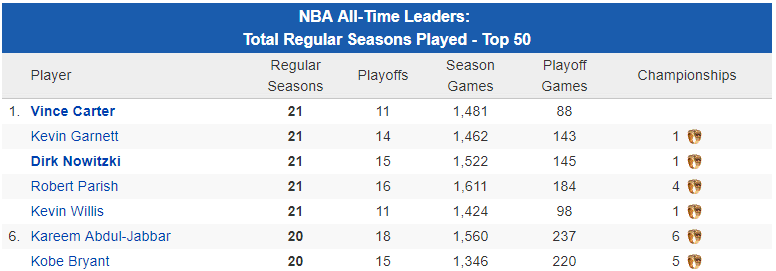 NBA All-Time Leaders:
Total Regular Seasons Played - Top 50
Player Regular Seasons Playoffs Season Games Playoff Games Championships
1. Vince Carter 21 11 1,481 88
Kevin Garnett 21 14 1,462 143 1
Dirk Nowitzki 21 15 1,522 145 1
Robert Parish 21 16 1,611 184 4
Kevin Willis 21 11 1,424 98 1
6. Kareem Abdul-Jabbar 20 18 1,560 237 6
Kobe Bryant 20 15 1,346 220 5